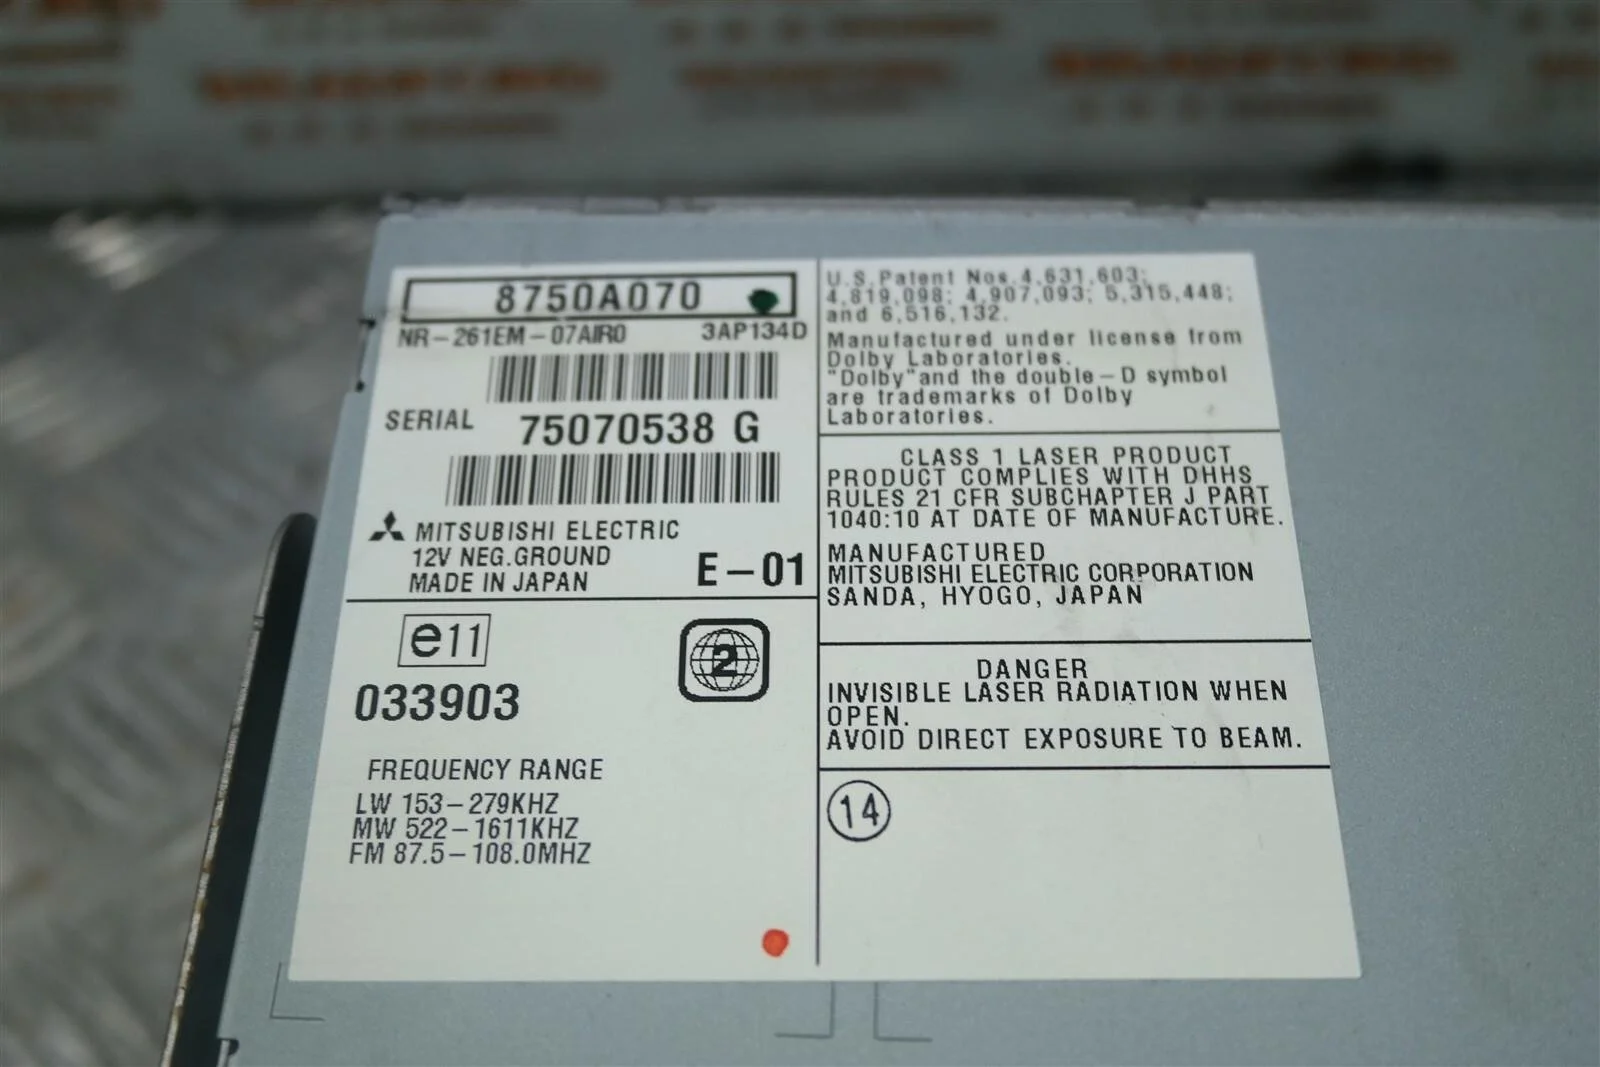 8750A070
NR-261EM-07AIRO 3AP134D
SERIAL 75070538 G
MITSUBISHI ELECTRIC
12V NEG.GROUND
MADE IN JAPAN E-01
e11
2
033903
FREQUENCY RANGE
LW 153-279KHZ
MW 522-1611KHZ
FM 87.5-108.0MHZ
U.S.Patent Nos.4,631,603;
4,819,098; 4,907,093; 5,315,448;
and 6,516,132.
Manufactured under license from
Dolby Laboratories.
"Dolby"and the double-D symbol
are trademarks of Dolby
Laboratories.
CLASS 1 LASER PRODUCT
PRODUCT COMPLIES WITH DHHS
RULES 21 CFR SUBCHAPTER J PART
1040:10 AT DATE OF MANUFACTURE.
MANUFACTURED
MITSUBISHI ELECTRIC CORPORATION
SANDA, HYOGO, JAPAN
DANGER
INVISIBLE LASER RADIATION WHEN
OPEN.
AVOID DIRECT EXPOSURE TO BEAM.
14